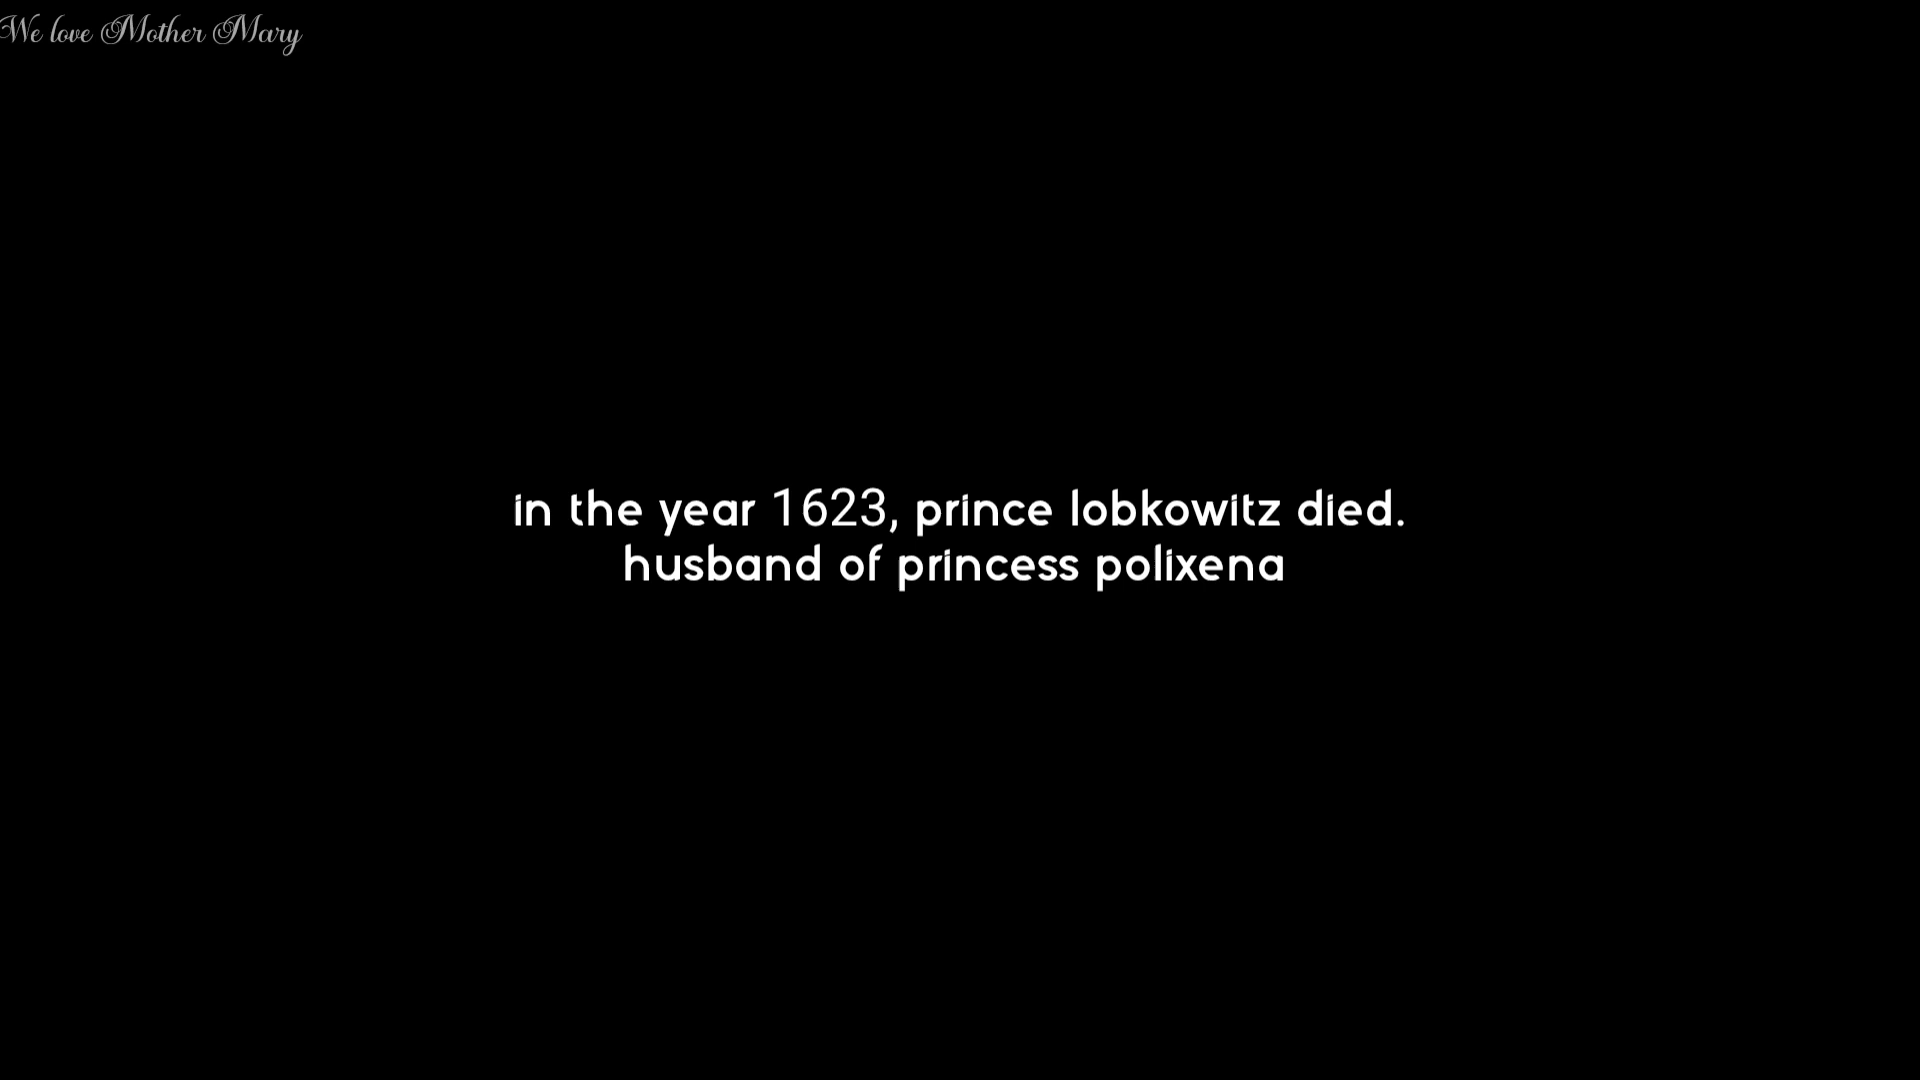 We love Mother Mary
in the year 1623, prince lobkowitz died.
husband of princess polixena